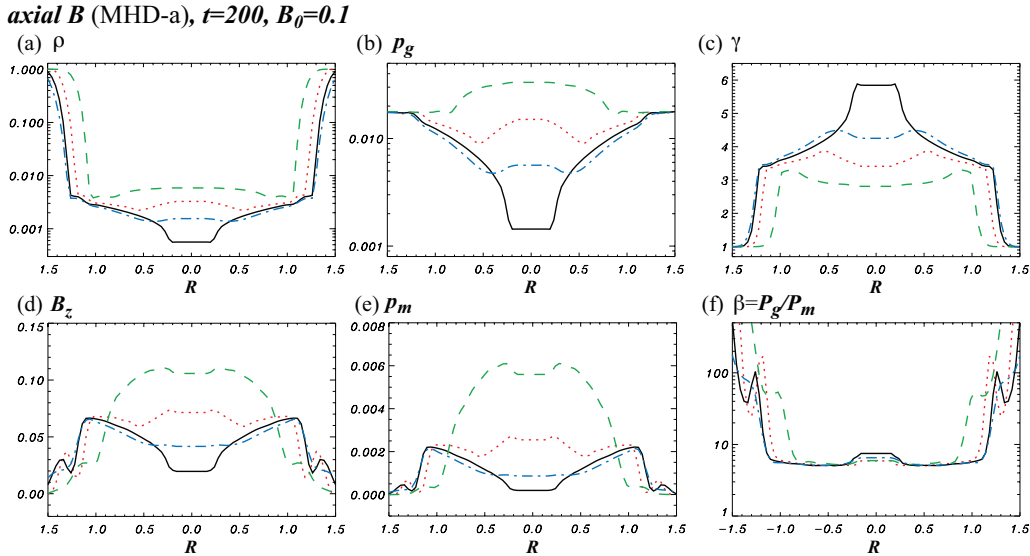 axial B (MHD-a), t=200, B₀=0.1
(a) ρ
(b) p_g
(c) γ
1.000
0.100
0.010
0.001
1.5 1.0 0.5 0.0 0.5 1.0 1.5
R
0.010
0.001
1.5 1.0 0.5 0.0 0.5 1.0 1.5
R
6
5
4
3
2
1
1.5 1.0 0.5 0.0 0.5 1.0 1.5
R
(d) B_z
(e) p_m
(f) β=P_g/P_m
0.15
0.10
0.05
0.00
1.5 1.0 0.5 0.0 0.5 1.0 1.5
R
0.008
0.006
0.004
0.002
0.000
1.5 1.0 0.5 0.0 0.5 1.0 1.5
R
100
10
1
−1.5 −1.0 −0.5 0.0 0.5 1.0 1.5
R